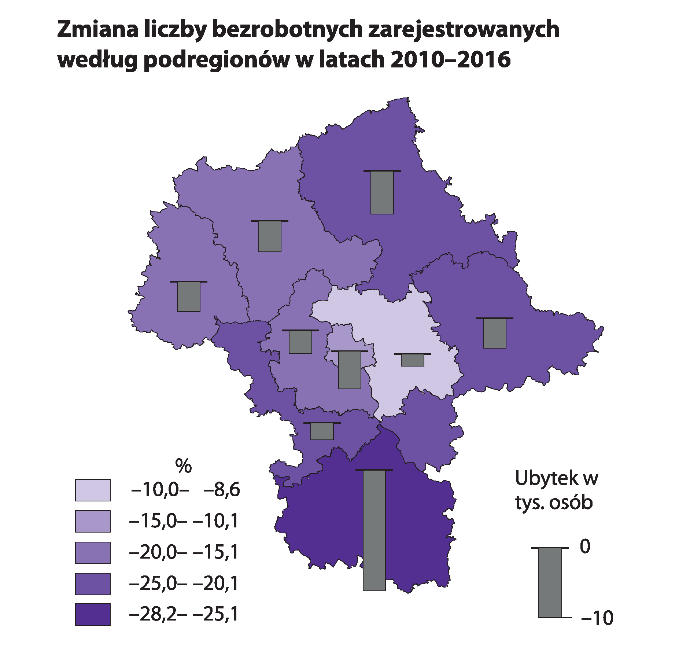 Zmiana liczby bezrobotnych zarejestrowanych
według podregionów w latach 2010–2016
%
–10,0– –8,6
–15,0– –10,1
–20,0– –15,1
–25,0– –20,1
–28,2– –25,1
Ubytek w
tys. osób
0
–10